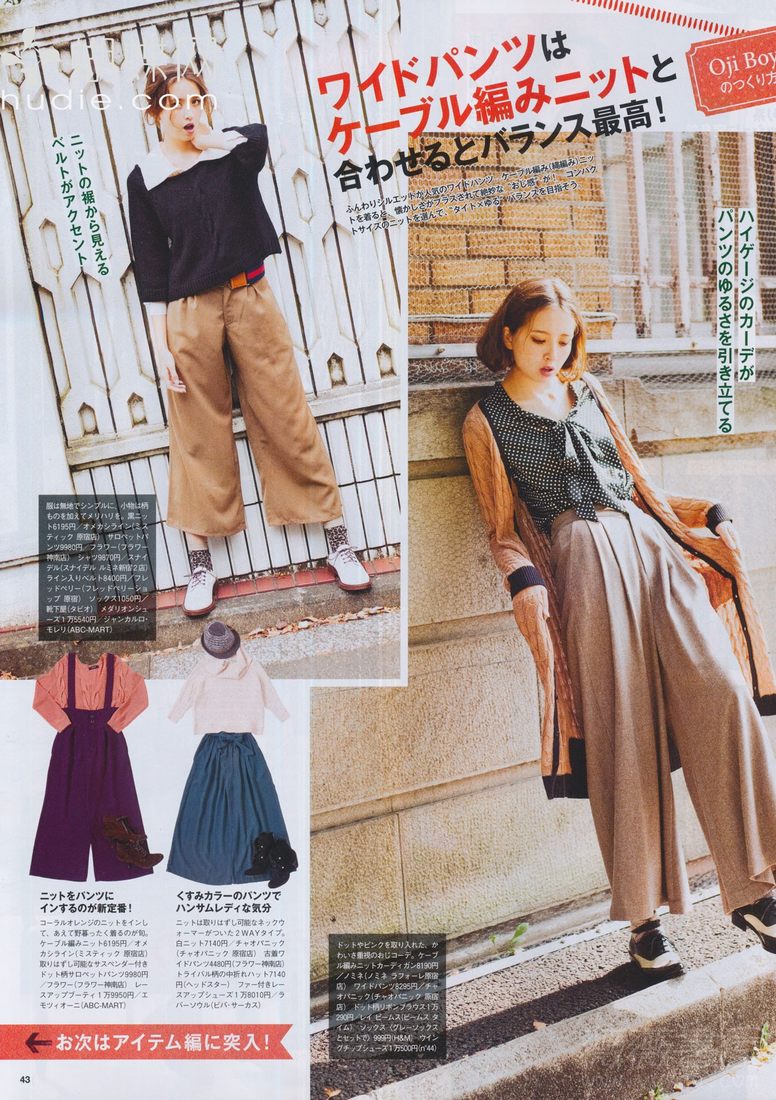 hudie.com
ワイドパンツは
ケーブル編みニットと
合わせるとバランス最高!
Oji Boy
のつくり方
ふんわりシルエットが人気のワイドパンツ。ケーブル編み(縄編み)ニッ
トを着ると、懐かしさがプラスされて絶妙な“おじ感”が! コンパク
トサイズのニットを選んで、“タイト×ゆる”バランスを目指そう
ニットの裾から見える
ベルトがアクセント
ハイゲージのカーデが
パンツのゆるさを引き立てる
服は無地でシンプルに、小物は柄
ものを加えてメリハリを。黒ニッ
ト6195円/オメカシライン(ミス
ティック 原宿店) サロペットパ
ンツ9980円/フラワー(フラワー
神南店) シャツ9870円/スナイ
デル(スナイデル ルミネ新宿2店)
ライン入りベルト8400円/フレ
ッドペリー(フレッドペリーショ
ップ 原宿) ソックス1050円/
靴下屋(タビオ) メダリオンシュ
ーズ1万5540円/ジャンカルロ・
モレリ(ABC-MART)
ニットをパンツに
インするのが新定番!
コーラルオレンジのニットをインし
て、あえて野暮ったく着るのが旬。
ケーブル編みニット6195円/オメ
カシライン(ミスティック 原宿店)
取りはずし可能なサスペンダー付き
ドット柄サロペットパンツ9980円
/フラワー(フラワー神南店) レー
スアップブーティ1万9950円/エ
モツィオーニ(ABC-MART)
くすみカラーのパンツで
ハンサムレディな気分
ニットは取りはずし可能なネックウ
ォーマーがついた2WAYタイプ。
白ニット7140円/チャオパニック
(チャオパニック 原宿店) 古着ワ
イドパンツ4480円(フラワー神南店)
トライバル柄の中折れハット7140
円(ヘッドスター) ファー付きレ
ースアップシューズ1万8010円/ラ
バーソウル(ビバ・サーカス)
ドットやピンクを取り入れた、か
わいさ重視のおじコーデ。ケーブ
ル編みニットカーディガン8190円
/ノミネ(ノミネ ラフォーレ原宿
店) ワイドパンツ8295円/チャ
オパニック(チャオパニック 原宿
店) ドット柄リボンブラウス1万
290円/レイ ビームス(ビームス タ
イム) ソックス(グレーソックス
とセットで)999円(H&M) ウイン
グチップシューズ1万500円(n°44)
お次はアイテム編に突入!
43